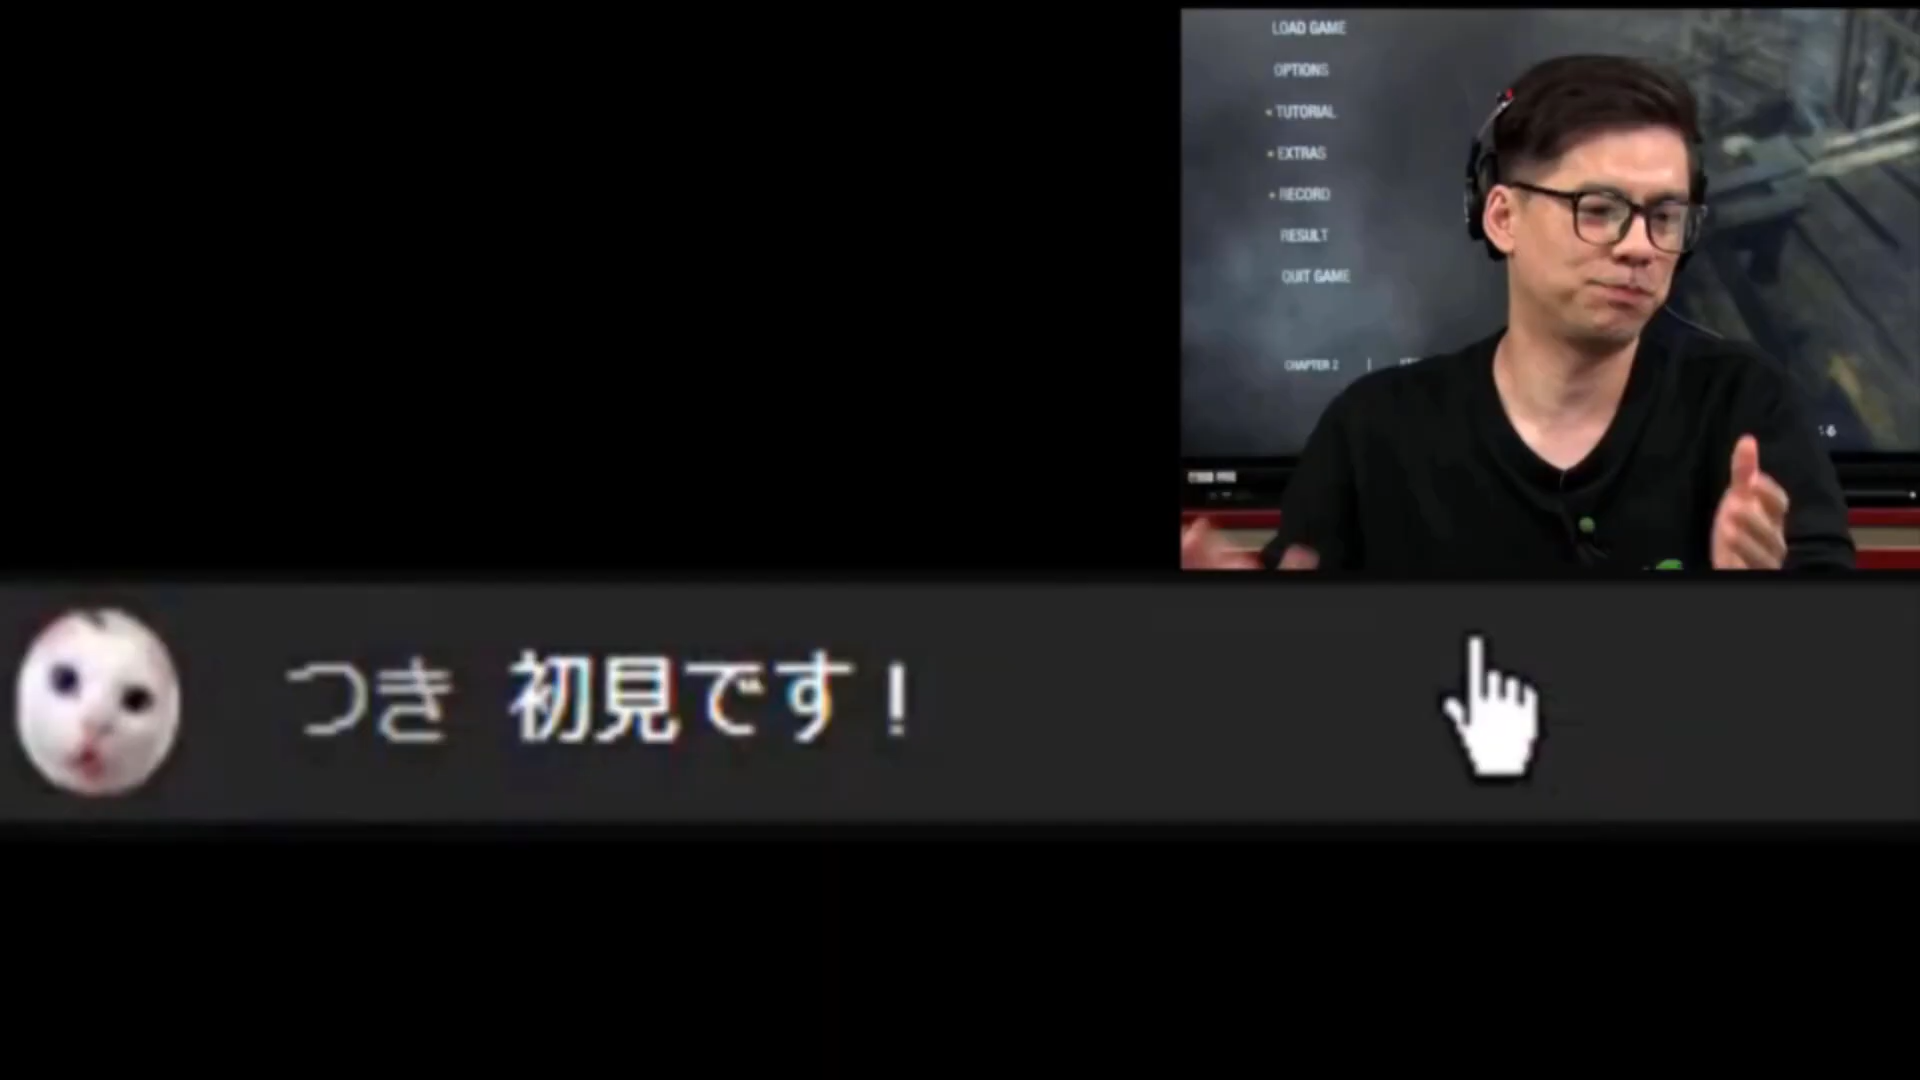 LOAD GAME
OPTIONS
TUTORIAL
EXTRAS
RECORD
RESULT
QUIT GAME
CHAPTER 2 |
つき 初見です!